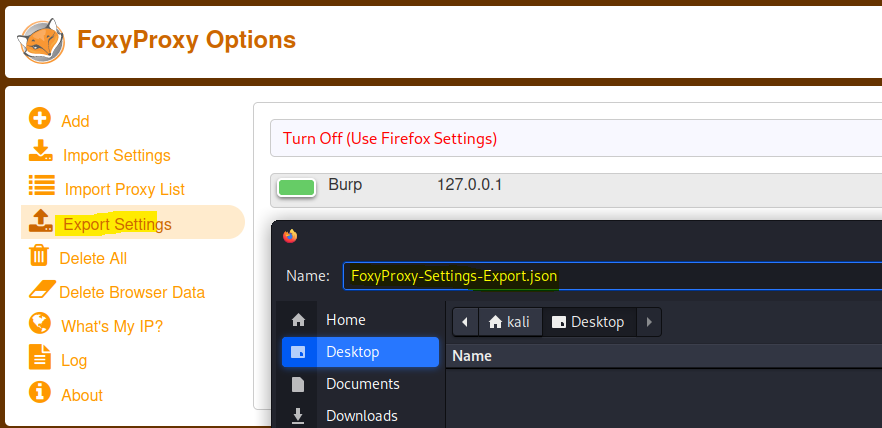 FoxyProxy Options
Add
Import Settings
Import Proxy List
Export Settings
Delete All
Delete Browser Data
What's My IP?
Log
About
Turn Off (Use Firefox Settings)
Burp 127.0.0.1
Name: FoxyProxy-Settings-Export.json
Home
Desktop
Documents
Downloads
kali Desktop
Name